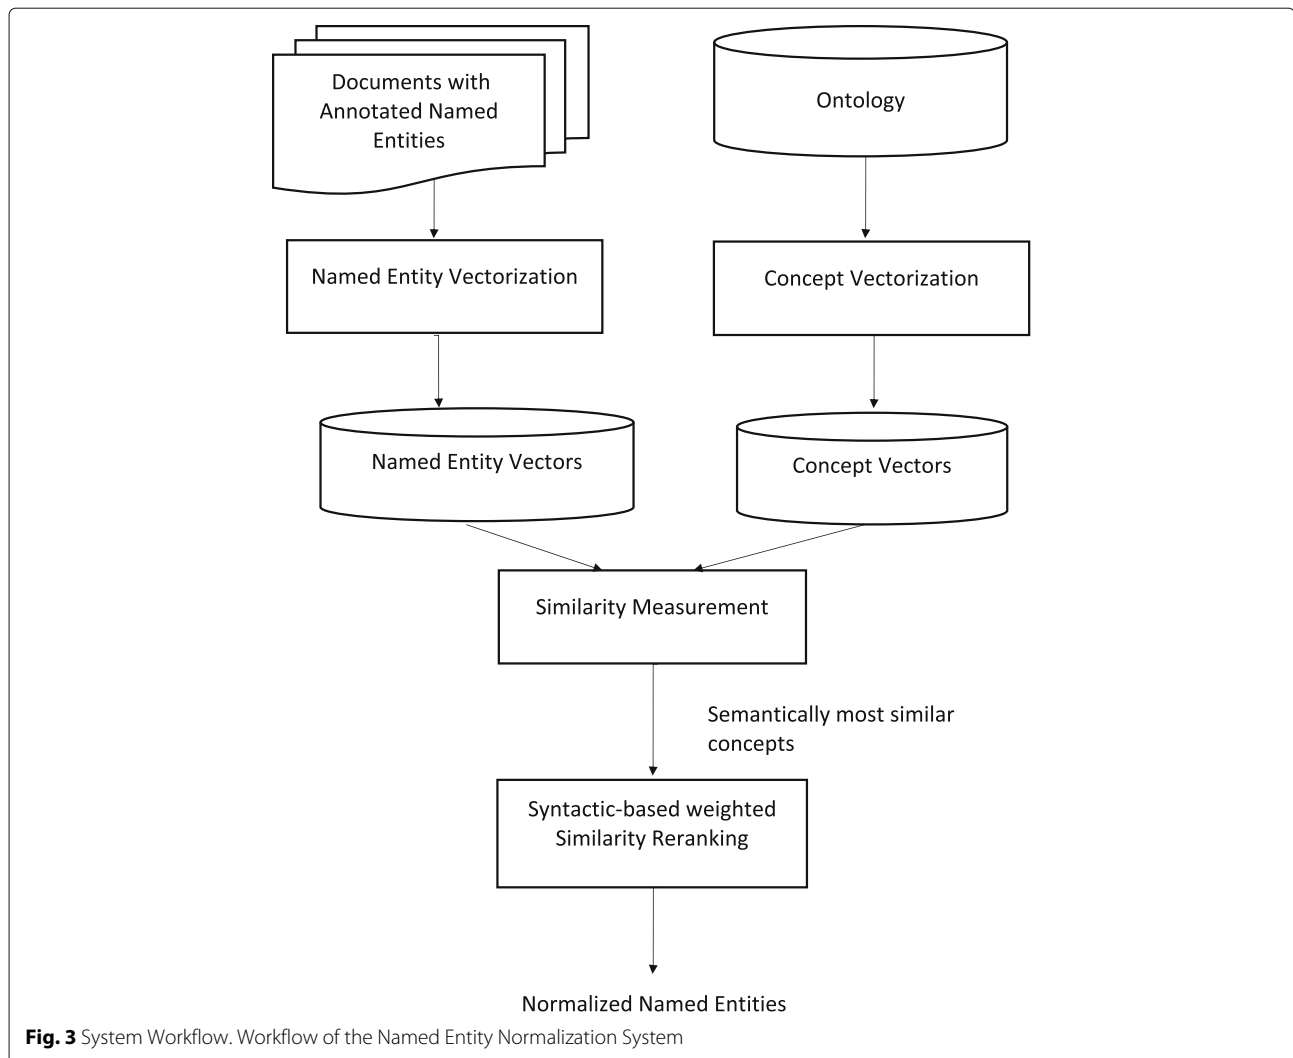 Documents with
Annotated Named
Entities
Ontology
Named Entity Vectorization
Concept Vectorization
Named Entity Vectors
Concept Vectors
Similarity Measurement
Semantically most similar
concepts
Syntactic-based weighted
Similarity Reranking
Normalized Named Entities
Fig. 3 System Workflow. Workflow of the Named Entity Normalization System